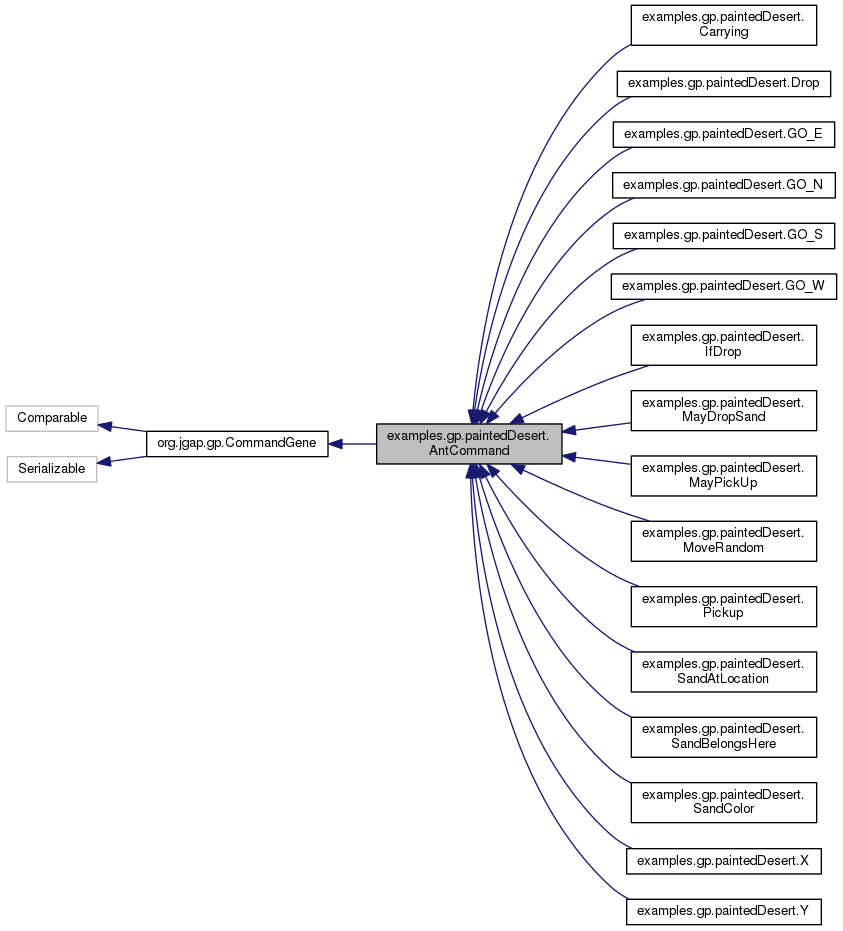 examples.gp.paintedDesert.
Carrying
examples.gp.paintedDesert.Drop
examples.gp.paintedDesert.GO_E
examples.gp.paintedDesert.GO_N
examples.gp.paintedDesert.GO_S
examples.gp.paintedDesert.GO_W
examples.gp.paintedDesert.
IfDrop
Comparable
Serializable
org.jgap.gp.CommandGene
examples.gp.paintedDesert.
AntCommand
examples.gp.paintedDesert.
MayDropSand
examples.gp.paintedDesert.
MayPickUp
examples.gp.paintedDesert.
MoveRandom
examples.gp.paintedDesert.
Pickup
examples.gp.paintedDesert.
SandAtLocation
examples.gp.paintedDesert.
SandBelongsHere
examples.gp.paintedDesert.
SandColor
examples.gp.paintedDesert.X
examples.gp.paintedDesert.Y